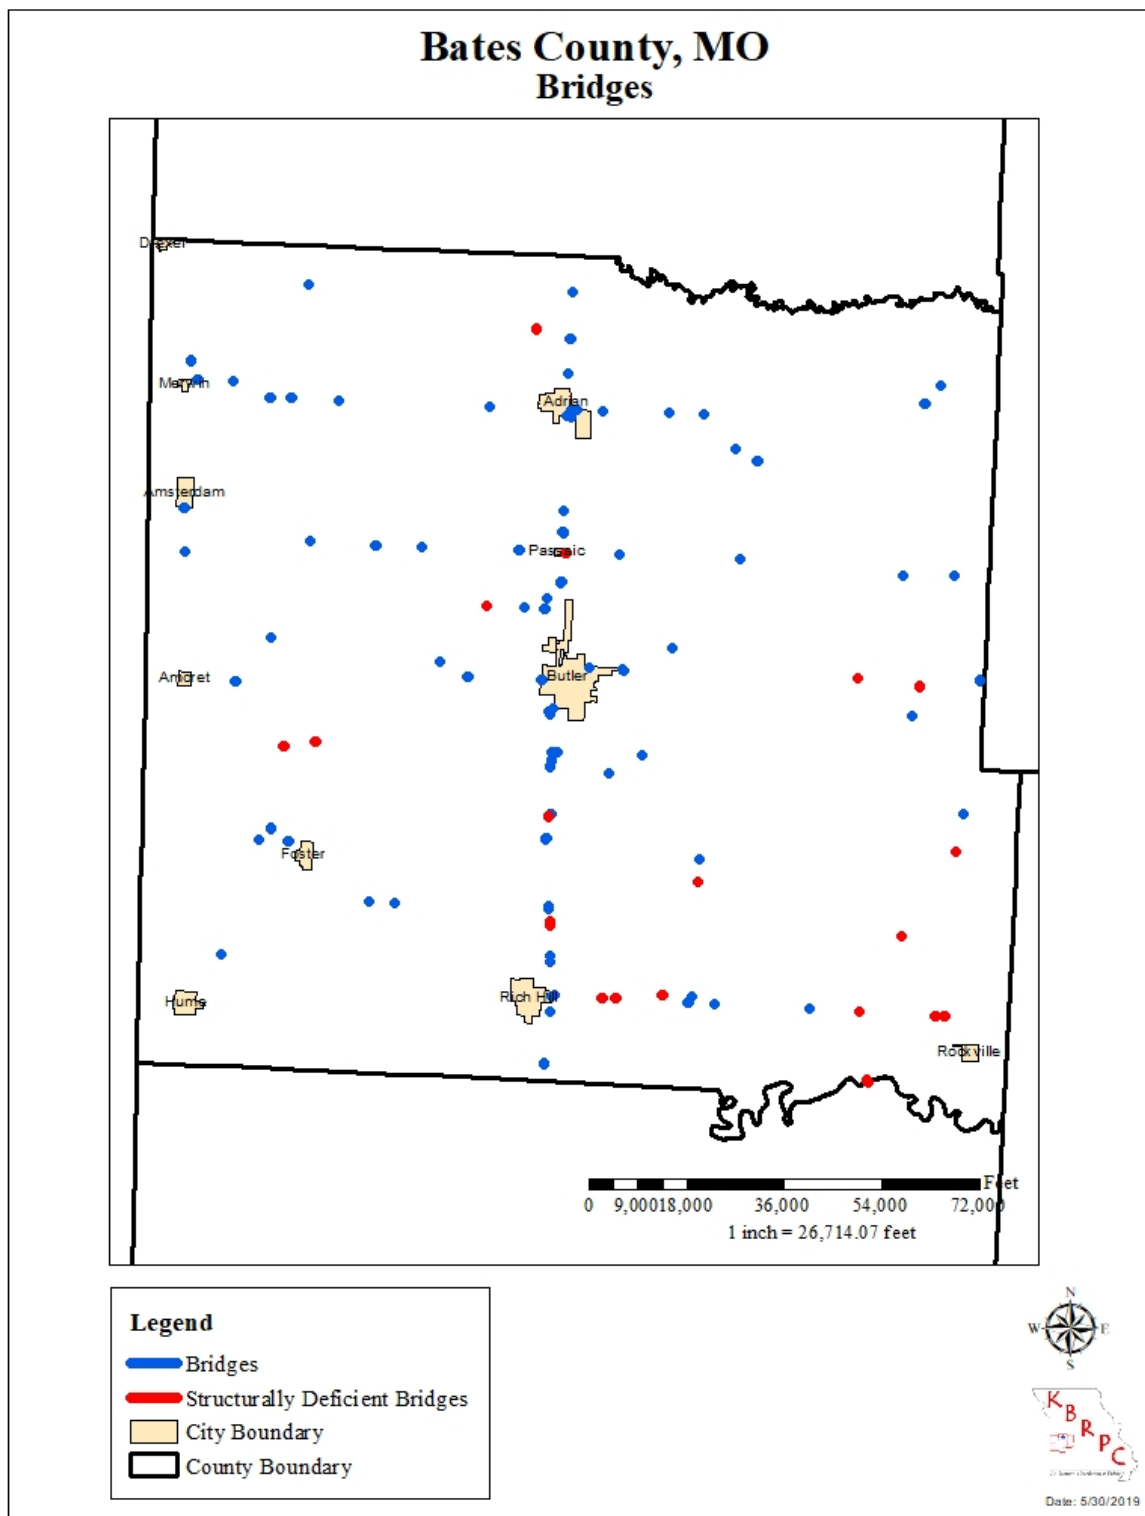 Bates County, MO
Bridges
Drexel
Merwin
Adrian
Amsterdam
Passaic
Amoret
Butler
Foster
Hume
Rich Hill
Rockville
Feet
0 9,000 18,000 36,000 54,000 72,000
1 inch = 26,714.07 feet
Legend
Bridges
Structurally Deficient Bridges
City Boundary
County Boundary
N
W E
S
K
B
R
P
C
Date: 5/30/2019